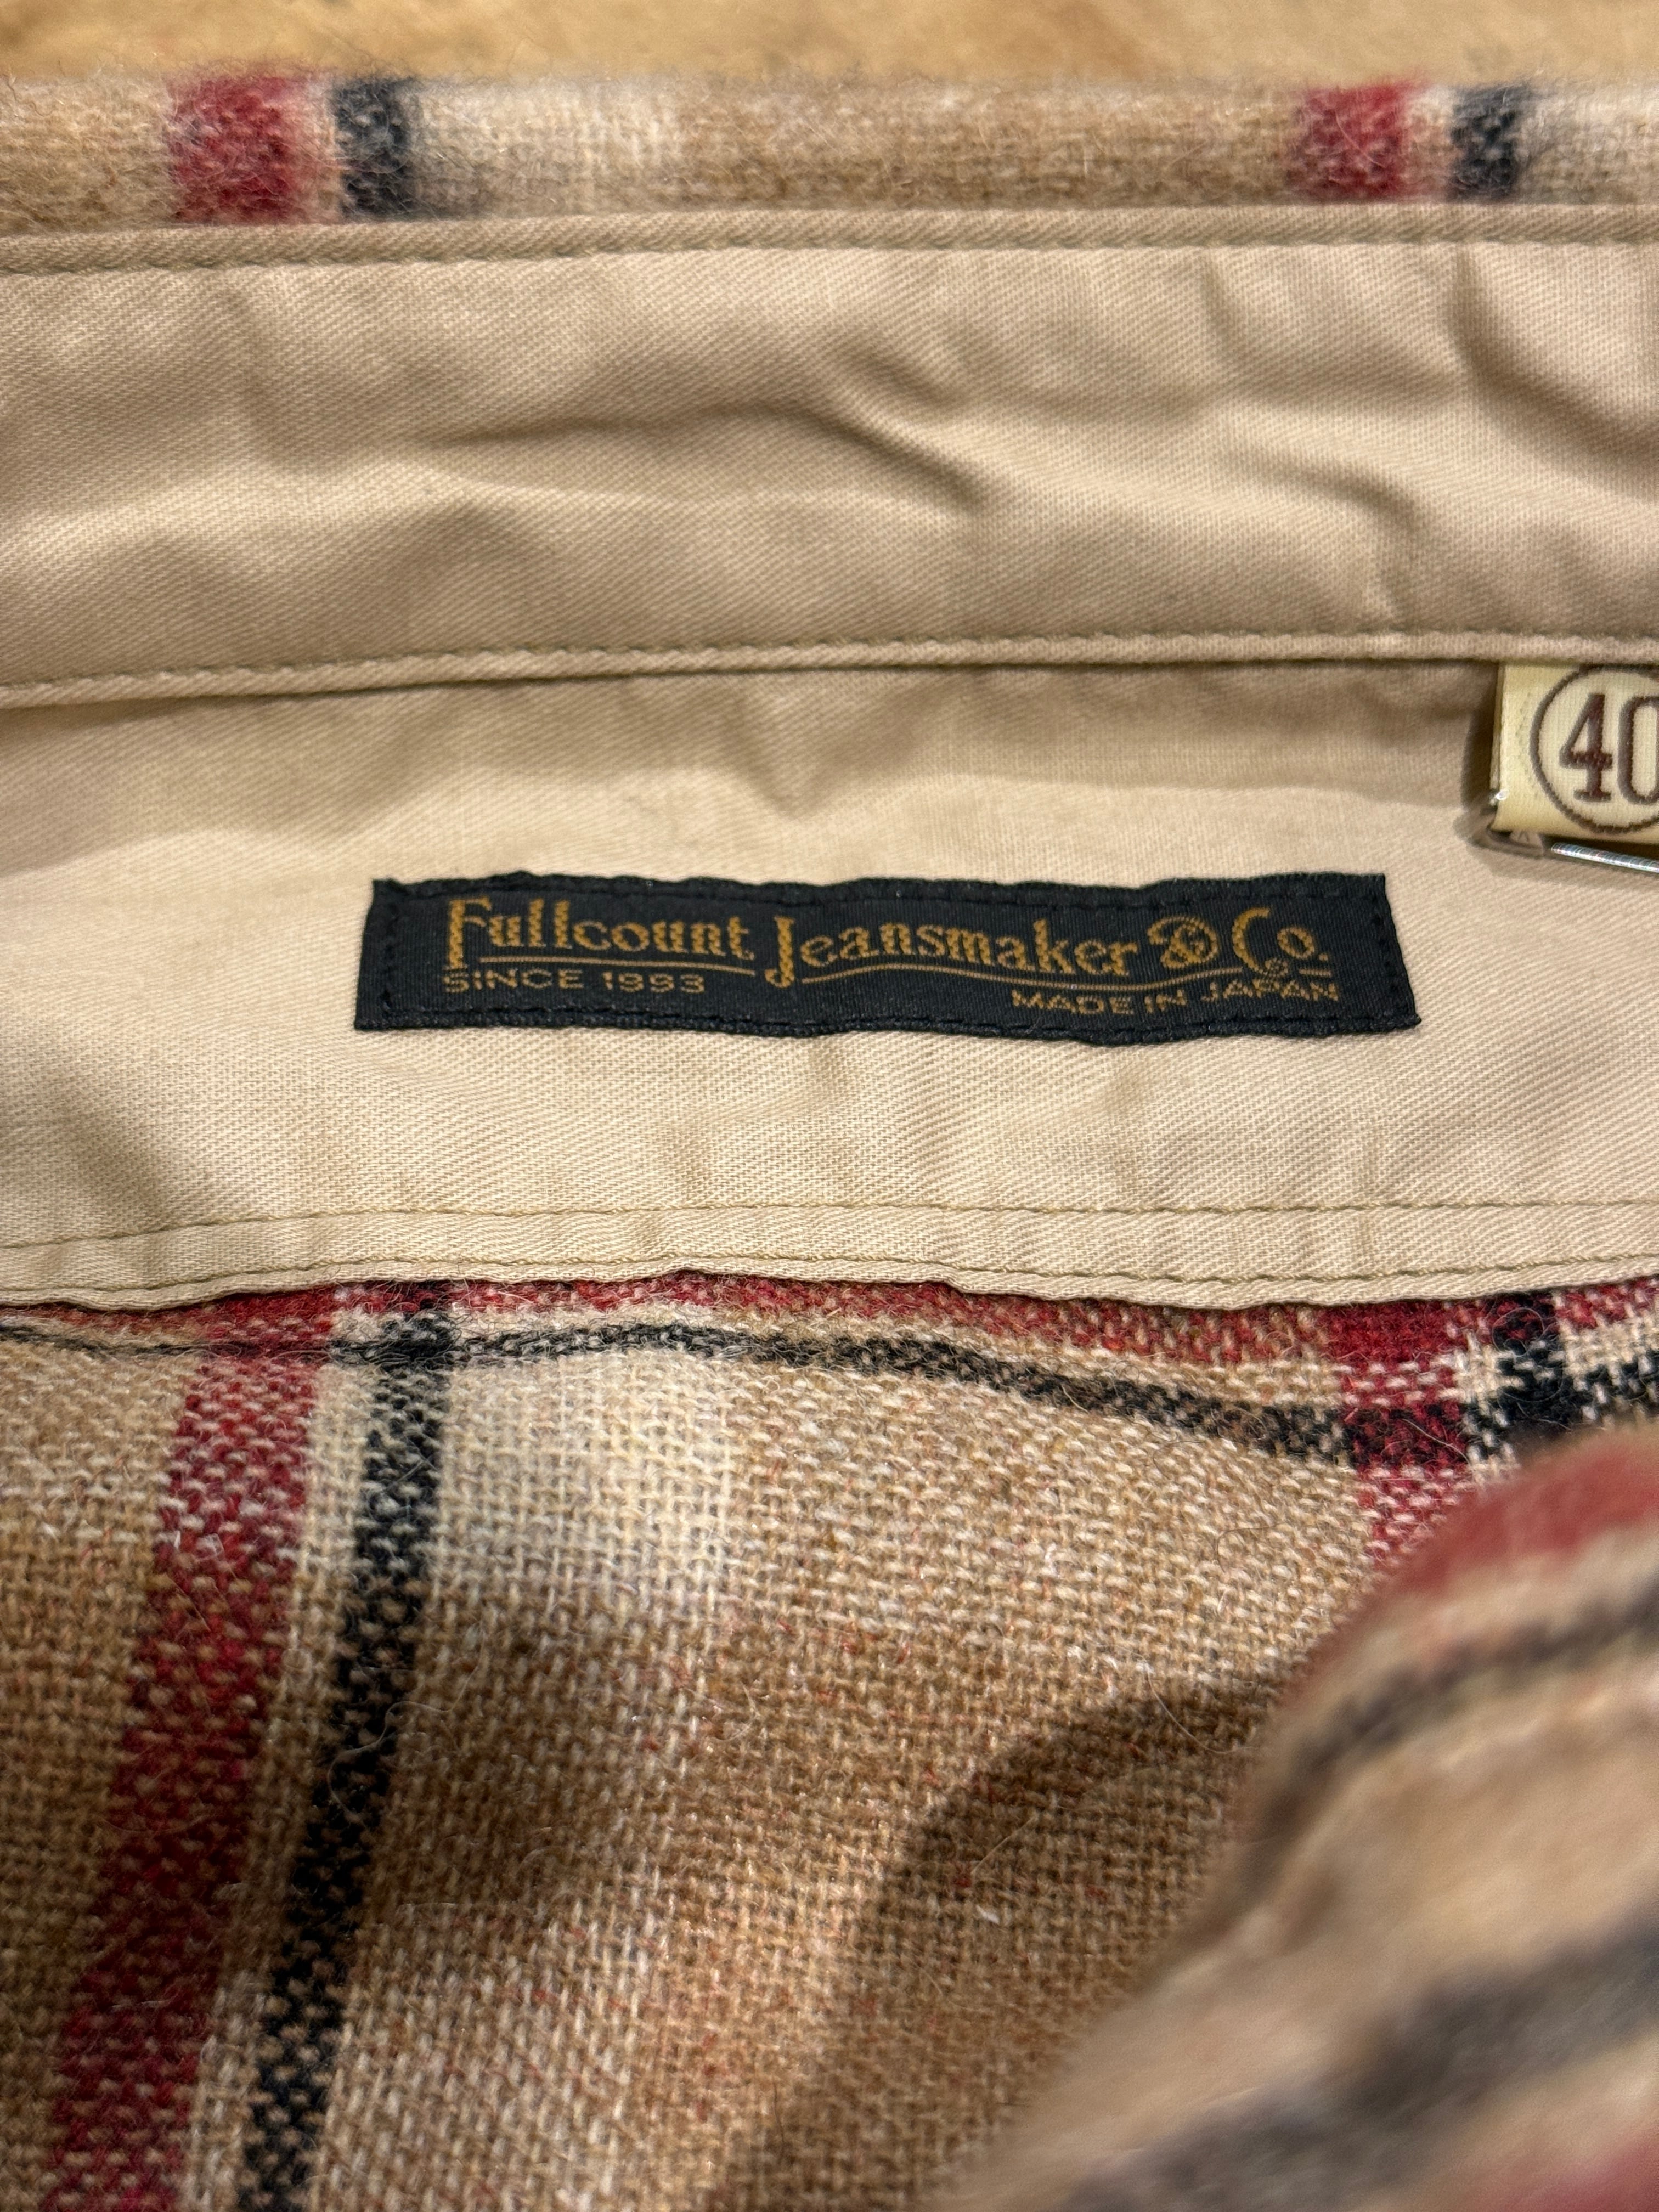 40
Fullcount Jeansmaker & Co.
SINCE 1993
MADE IN JAPAN